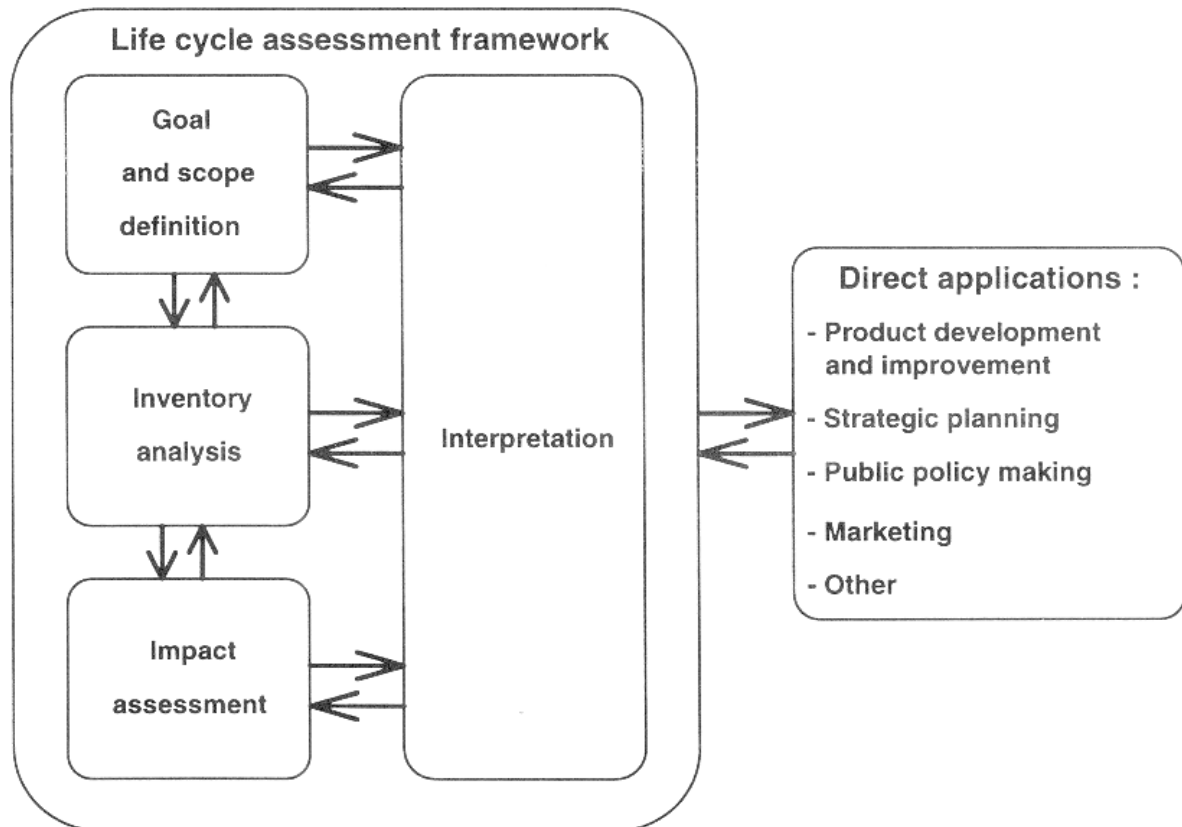 Life cycle assessment framework
Goal
and scope
definition
Inventory
analysis
Impact
assessment
Interpretation
Direct applications :
- Product development
and improvement
- Strategic planning
- Public policy making
- Marketing
- Other